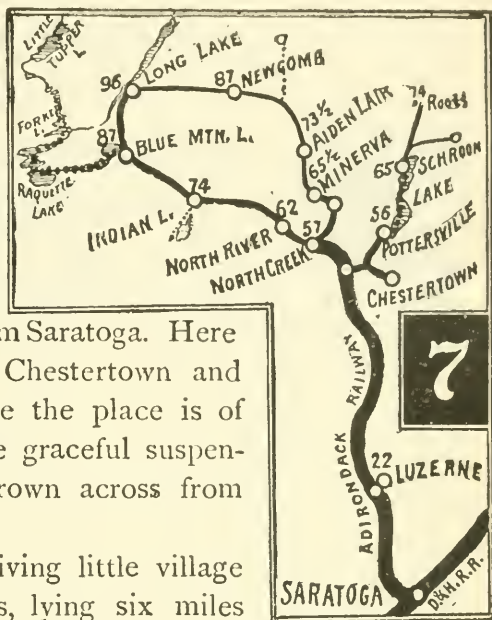 LITTLE
TUPPER
L.
LONG LAKE
96
87
NEWCOMB
FORKED
L.
87
BLUE MTN. L.
73½
AIDEN LAIR
65½
MINERVA
74
ROOTS
65
SCHROON
LAKE
RAQUETTE
LAKE
74
INDIAN L.
62
NORTH RIVER
57
NORTH CREEK
56
POTTERSVILLE
CHESTERTOWN
m Saratoga. Here
Chestertown and
e the place is of
e graceful suspen-
rown across from
iving little village
s, lying six miles
7
ADIRONDACK RAILWAY
22
LUZERNE
SARATOGA
D.&H.R.R.